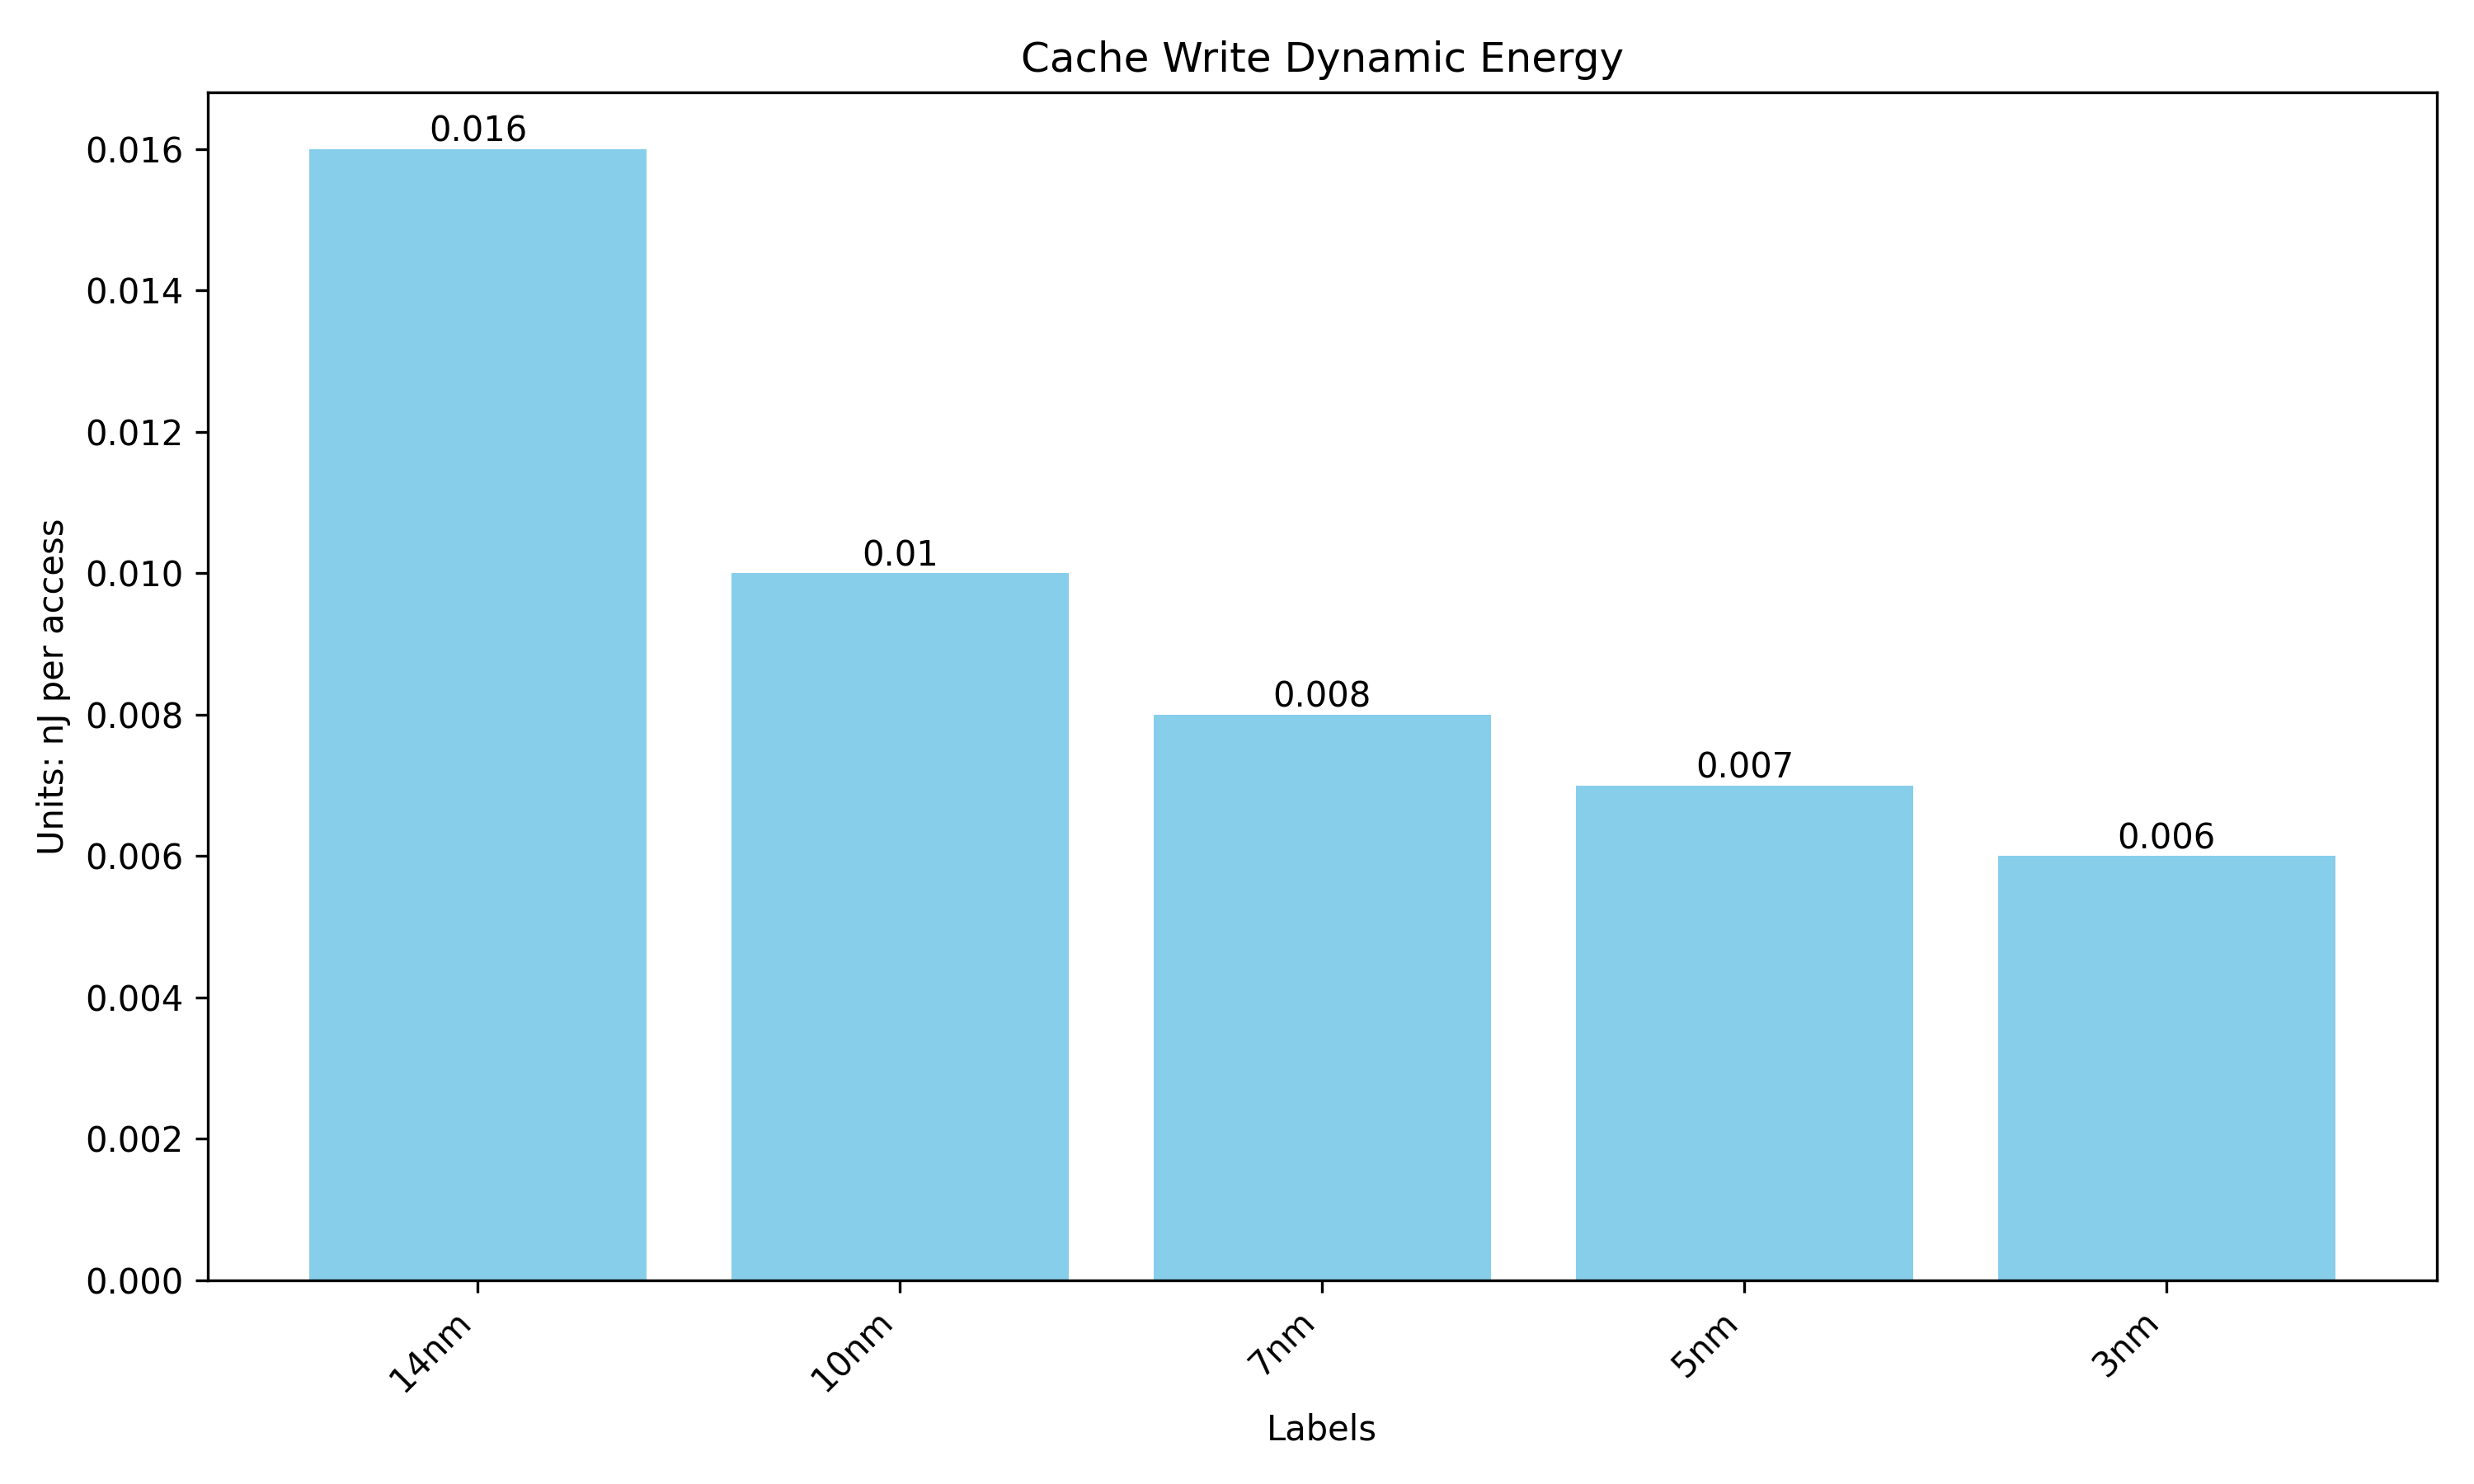 Cache Write Dynamic Energy
Units: nJ per access
0.016
0.014
0.012
0.010
0.008
0.006
0.004
0.002
0.000
0.016
0.01
0.008
0.007
0.006
14nm
10nm
7nm
5nm
3nm
Labels